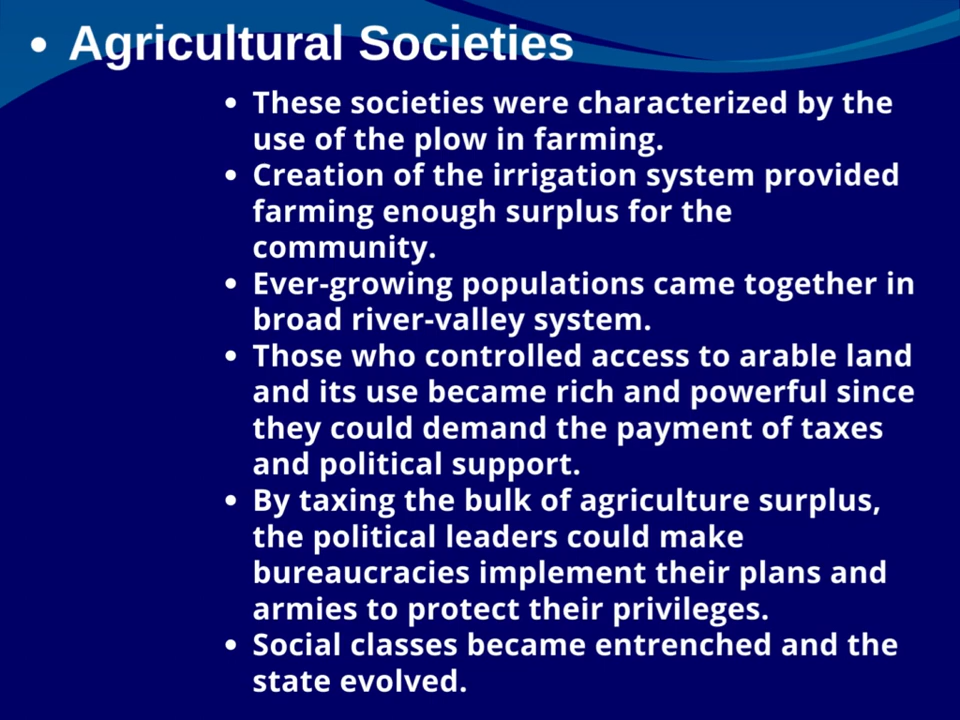 • Agricultural Societies
• These societies were characterized by the
use of the plow in farming.
• Creation of the irrigation system provided
farming enough surplus for the
community.
• Ever-growing populations came together in
broad river-valley system.
• Those who controlled access to arable land
and its use became rich and powerful since
they could demand the payment of taxes
and political support.
• By taxing the bulk of agriculture surplus,
the political leaders could make
bureaucracies implement their plans and
armies to protect their privileges.
• Social classes became entrenched and the
state evolved.